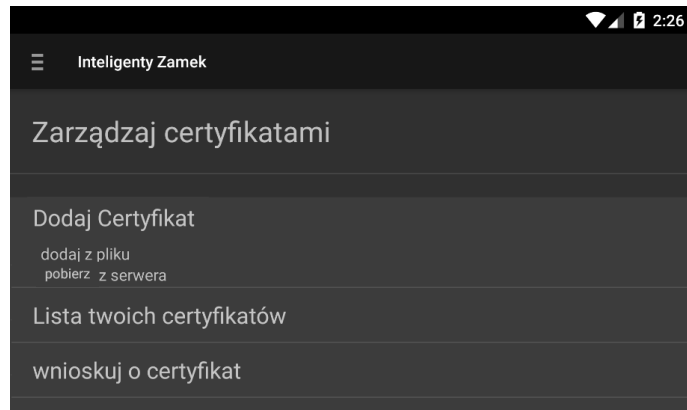 2:26
Inteligenty Zamek
Zarządzaj certyfikatami
Dodaj Certyfikat
dodaj z pliku
pobierz z serwera
Lista twoich certyfikatów
wnioskuj o certyfikat